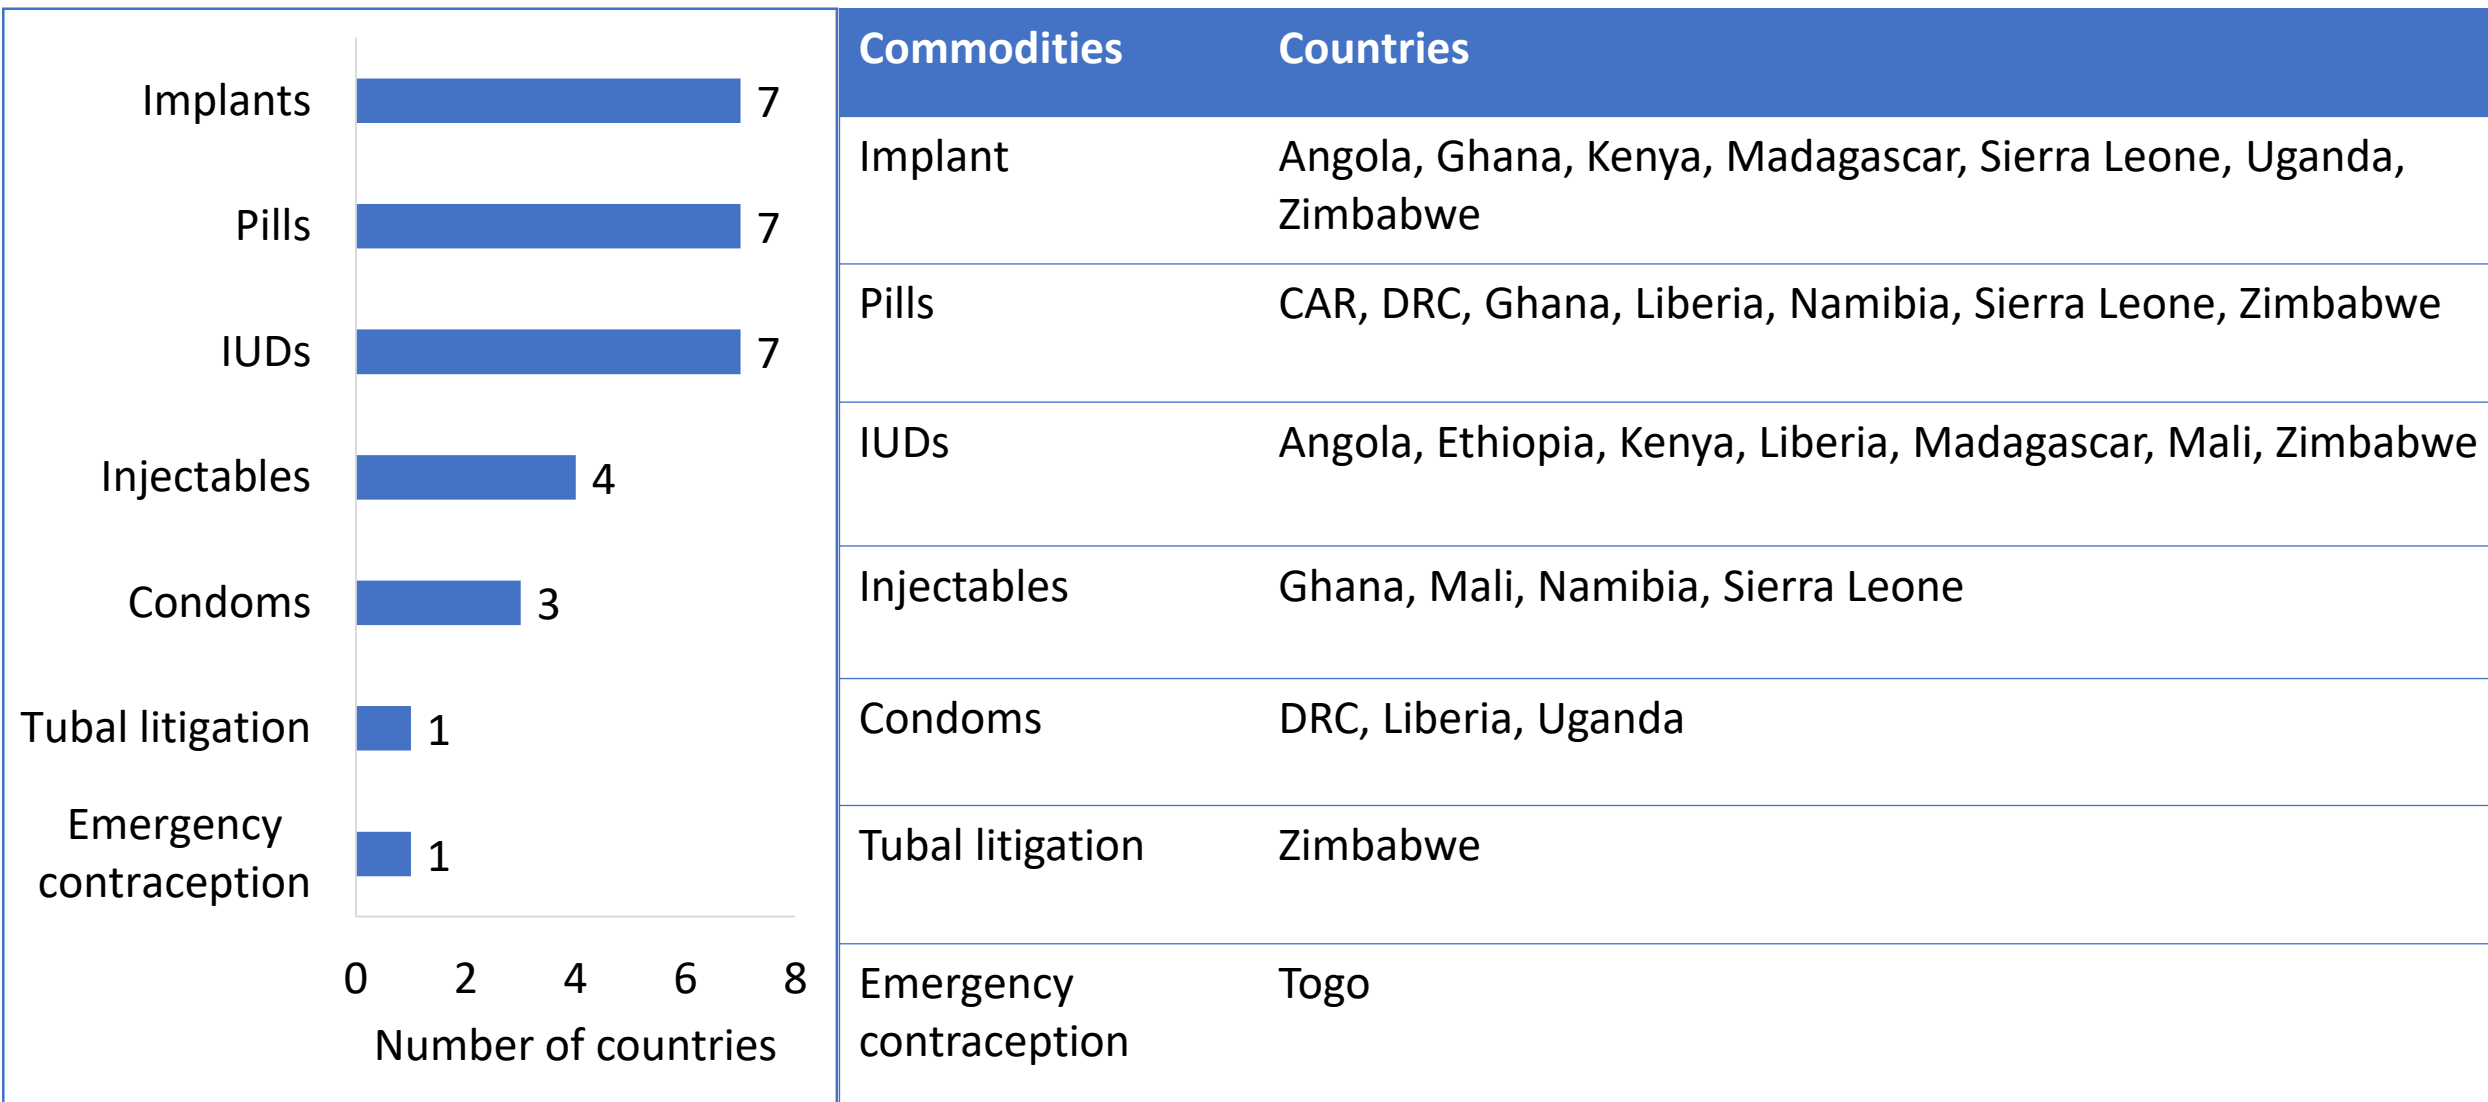 Implants
7
Pills
7
IUDs
7
Injectables
4
Condoms
3
Tubal litigation
1
Emergency
contraception
1
0 2 4 6 8
Number of countries
Commodities Countries
Implant Angola, Ghana, Kenya, Madagascar, Sierra Leone, Uganda,
Zimbabwe
Pills CAR, DRC, Ghana, Liberia, Namibia, Sierra Leone, Zimbabwe
IUDs Angola, Ethiopia, Kenya, Liberia, Madagascar, Mali, Zimbabwe
Injectables Ghana, Mali, Namibia, Sierra Leone
Condoms DRC, Liberia, Uganda
Tubal litigation Zimbabwe
Emergency Togo
contraception